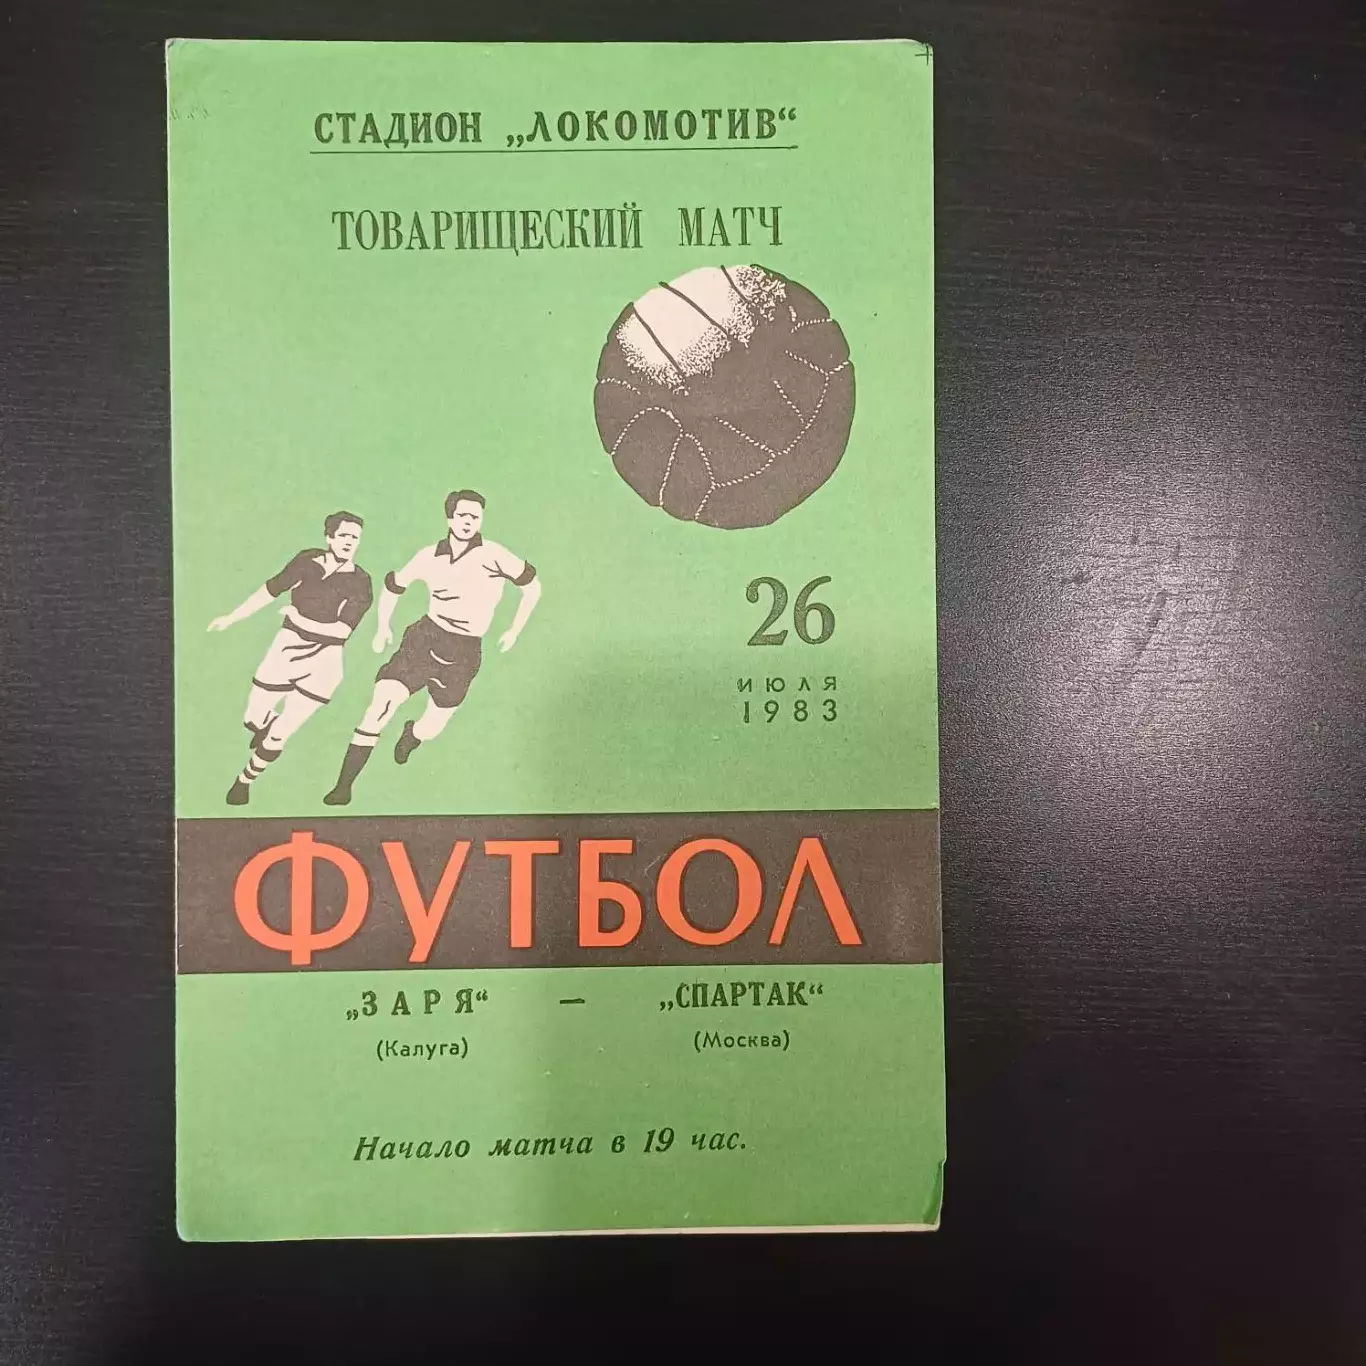 СТАДИОН „ЛОКОМОТИВ“
ТОВАРИЩЕСКИЙ МАТЧ
26
ИЮЛЯ
1983
ФУТБОЛ
„ЗАРЯ“ — „СПАРТАК“
(Калуга) (Москва)
Начало матча в 19 час.